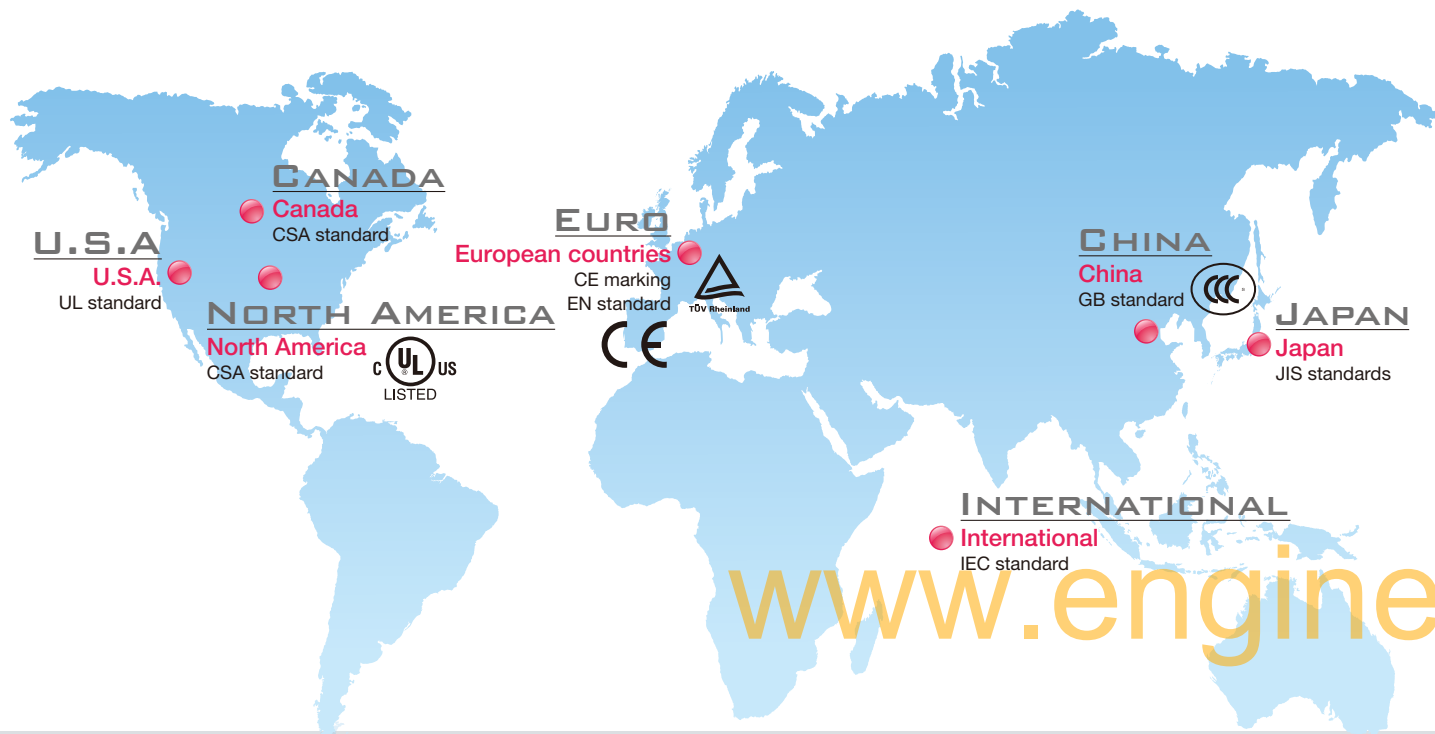 CANADA
Canada
CSA standard
U.S.A
U.S.A.
UL standard
NORTH AMERICA
North America
CSA standard
C UL US
®
LISTED
EURO
European countries
CE marking
EN standard
TÜV Rheinland
CE
CHINA
China
GB standard
CCC
JAPAN
Japan
JIS standards
INTERNATIONAL
International
IEC standard
www.engine